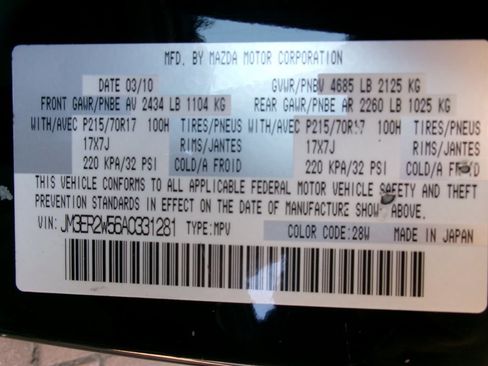 MFD. BY MAZDA MOTOR CORPORATION
DATE 03/10 GVWR/PNBV 4685 LB 2125 KG
FRONT GAWR/PNBE AV 2434 LB 1104 KG REAR GAWR/PNBE AR 2260 LB 1025 KG
WITH/AVEC P215/70R17 100H TIRES/PNEUS WITH/AVEC P215/70R17 100H TIRES/PNEUS
17X7J RIMS/JANTES 17X7J RIMS/JANTES
220 KPA/32 PSI COLD/A FROID 220 KPA/32 PSI COLD/A FROID
THIS VEHICLE CONFORMS TO ALL APPLICABLE FEDERAL MOTOR VEHICLE SAFETY AND THEFT
PREVENTION STANDARDS IN EFFECT ON THE DATE OF MANUFACTURE SHOWN ABOVE.
VIN: JM3ER2W56A0331281 TYPE: MPV COLOR CODE: 28W MADE IN JAPAN